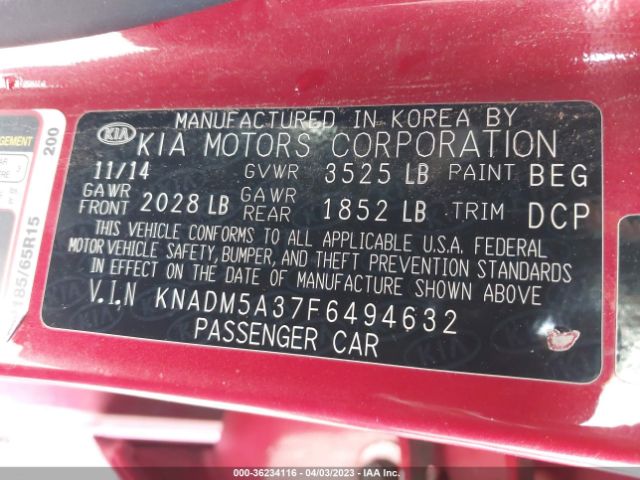 MANUFACTURED IN KOREA BY
KIA KIA MOTORS CORPORATION
11/14 GVWR 3525 LB PAINT BEG
GAWR FRONT 2028 LB GAWR REAR 1852 LB TRIM DCP
THIS VEHICLE CONFORMS TO ALL APPLICABLE U.S.A. FEDERAL
MOTOR VEHICLE SAFETY, BUMPER, AND THEFT PREVENTION STANDARDS
IN EFFECT ON THE DATE OF MANUFACTURE SHOWN ABOVE
V.I.N KNADM5A37F6494632
PASSENGER CAR
200
185/65R15
000-36234116 - 04/03/2023 - IAA Inc.